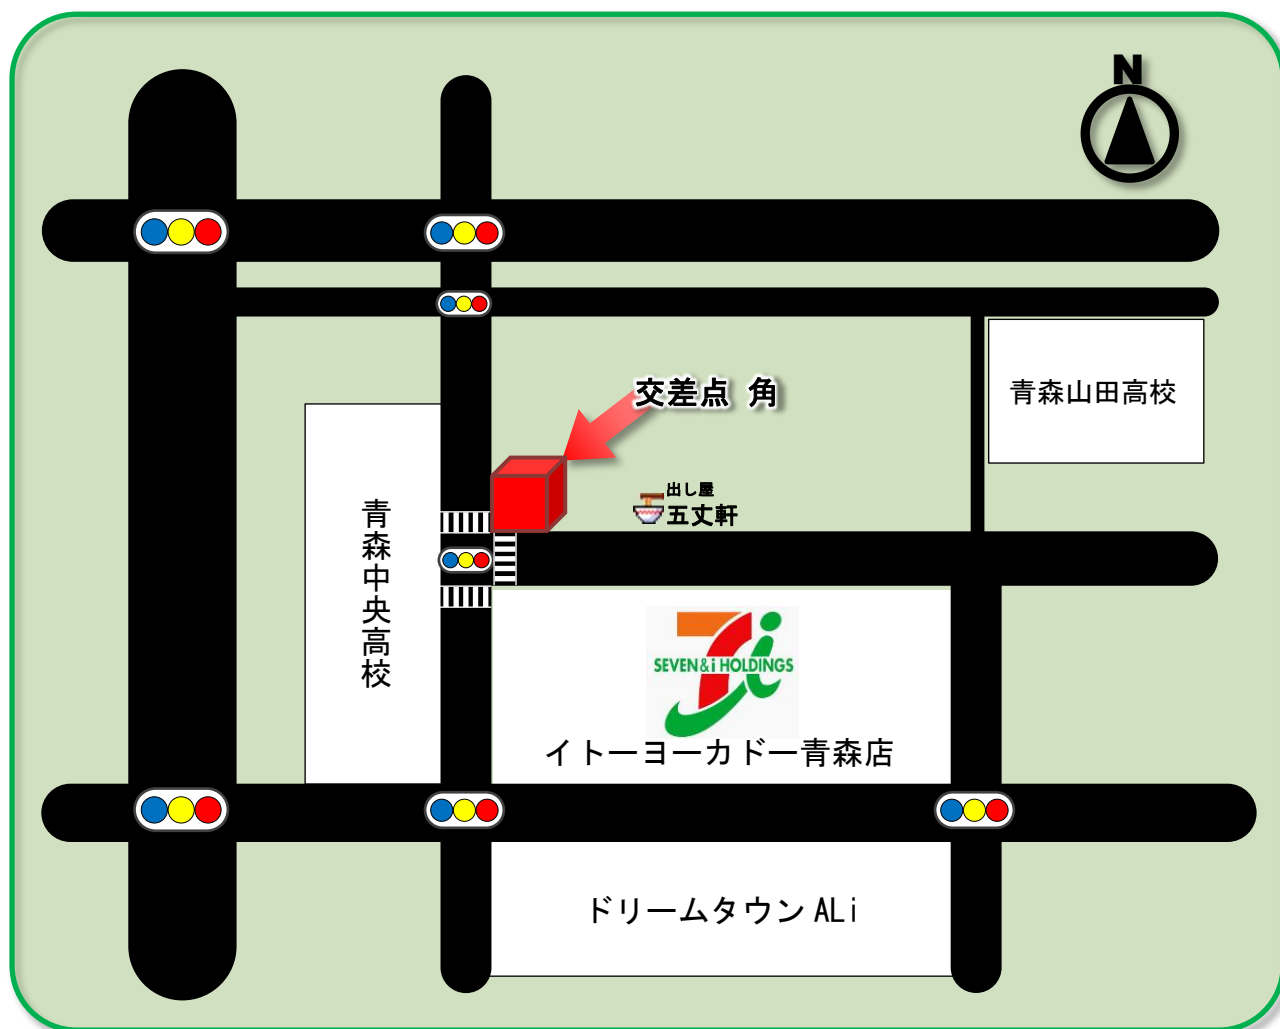 N
青森山田高校
交差点 角
出し屋
五丈軒
青森中央高校
SEVEN&i HOLDINGS
イトーヨーカドー青森店
ドリームタウン ALi